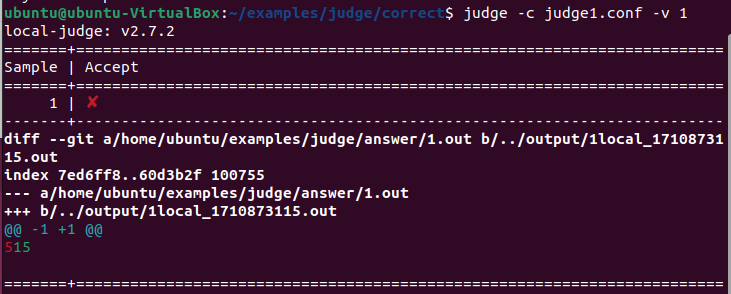 ubuntu@ubuntu-VirtualBox:~/examples/judge/correct$ judge -c judge1.conf -v 1
local-judge: v2.7.2
=======+========================================================================
Sample | Accept
=======+========================================================================
     1 | ✘
-------+------------------------------------------------------------------------
diff --git a/home/ubuntu/examples/judge/answer/1.out b/../output/1local_17108731
15.out
index 7ed6ff8..60d3b2f 100755
--- a/home/ubuntu/examples/judge/answer/1.out
+++ b/../output/1local_1710873115.out
@@ -1 +1 @@
515

=======+========================================================================